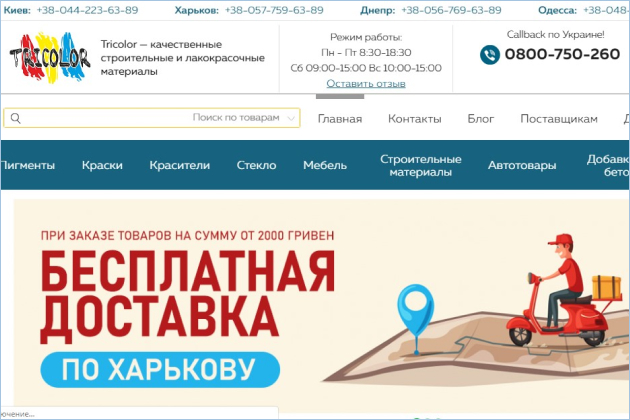 Киев: +38-044-223-63-89 Харьков: +38-057-759-63-89 Днепр: +38-056-769-63-89 Одесса: +38-048-
TRICOLOR
Tricolor — качественные
строительные и лакокрасочные
материалы
Режим работы:
Пн - Пт 8:30-18:30
Сб 09:00-15:00 Вс 10:00-15:00
Оставить отзыв
Callback по Украине!
0800-750-260
Поиск по товарам
Главная Контакты Блог Поставщикам Д
Пигменты Краски Красители Стекло Мебель Строительные материалы Автотовары Добавк
бето
ПРИ ЗАКАЗЕ ТОВАРОВ НА СУММУ ОТ 2000 ГРИВЕН
БЕСПЛАТНАЯ
ДОСТАВКА
ПО ХАРЬКОВУ
ючение...